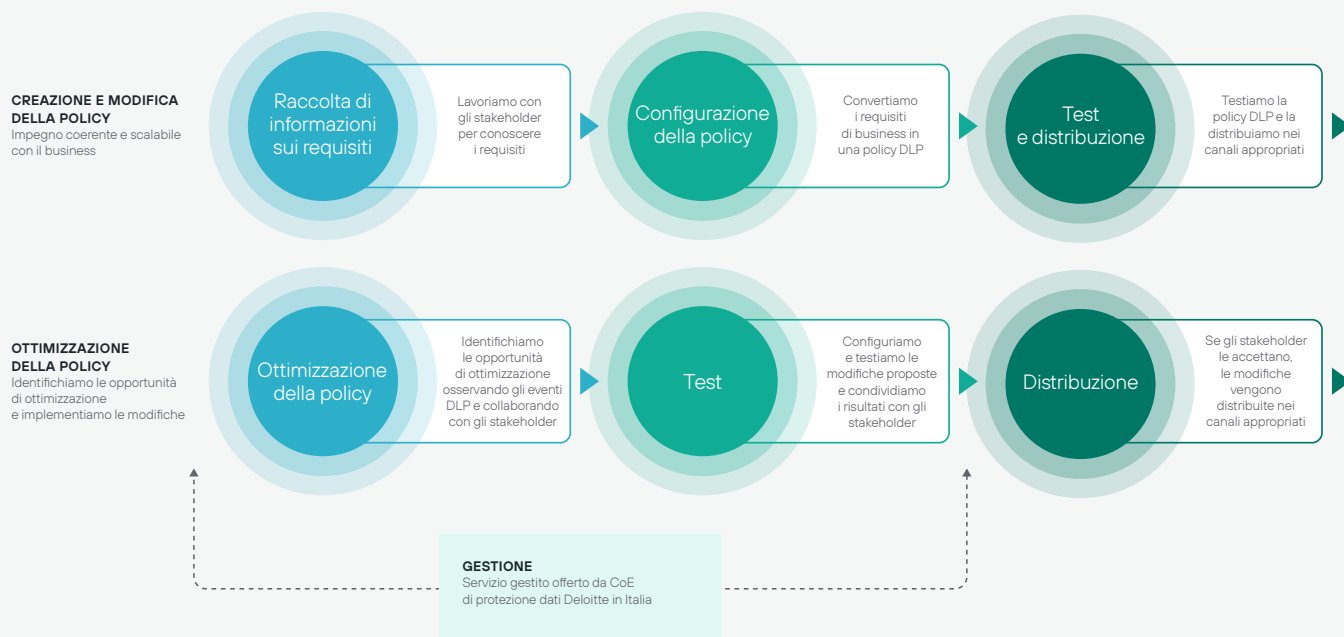 CREAZIONE E MODIFICA
DELLA POLICY
Impegno coerente e scalabile
con il business
Raccolta di
informazioni
sui requisiti
Lavoriamo con
gli stakeholder
per conoscere
i requisiti
Configurazione
della policy
Convertiamo
i requisiti
di business in
una policy DLP
Test
e distribuzione
Testiamo la
policy DLP e la
distribuiamo nei
canali appropriati
OTTIMIZZAZIONE
DELLA POLICY
Identifichiamo le opportunità
di ottimizzazione
e implementiamo le modifiche
Ottimizzazione
della policy
Identifichiamo
le opportunità
di ottimizzazione
osservando gli eventi
DLP e collaborando
con gli stakeholder
Test
Configuriamo
e testiamo le
modifiche proposte
e condividiamo
i risultati con gli
stakeholder
Distribuzione
Se gli stakeholder
le accettano,
le modifiche
vengono
distribuite nei
canali appropriati
GESTIONE
Servizio gestito offerto da CoE
di protezione dati Deloitte in Italia